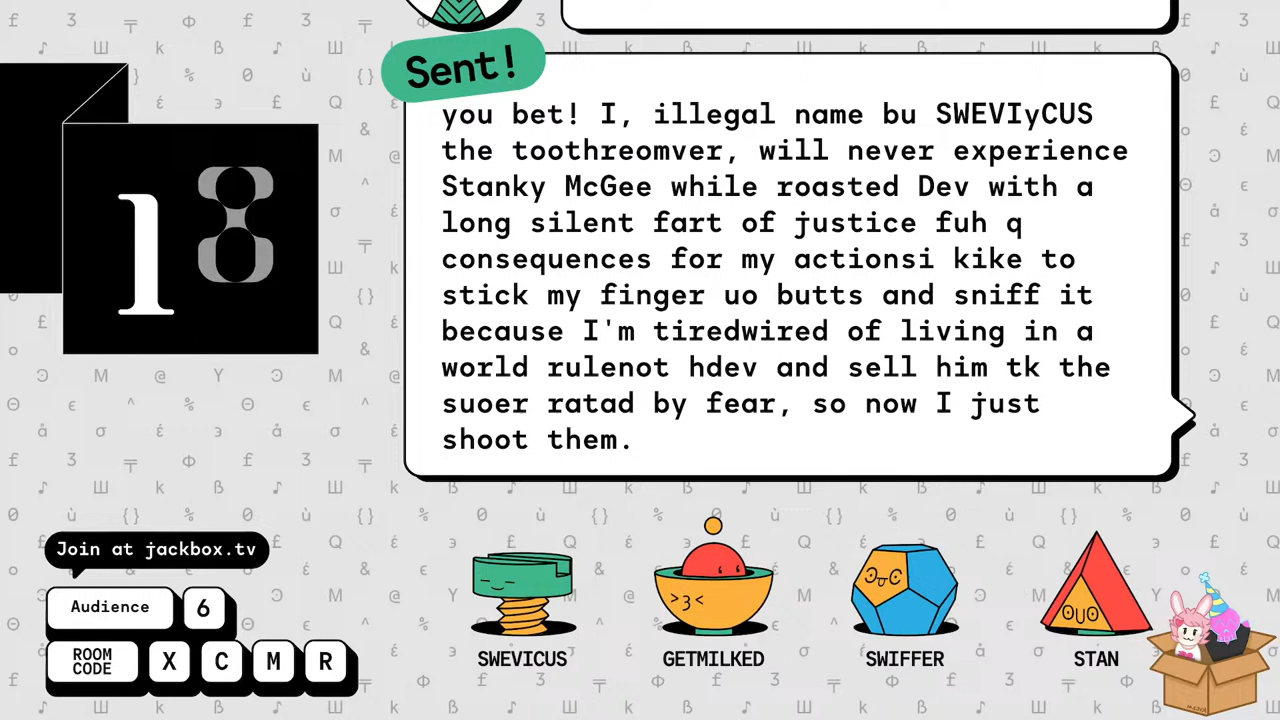 Sent!
you bet! I, illegal name bu SWEVIyCUS
the toothreomver, will never experience
Stanky McGee while roasted Dev with a
long silent fart of justice fuh q
consequences for my actionsi kike to
stick my finger uo butts and sniff it
because I'm tiredwired of living in a
world rulenot hdev and sell him tk the
suoer ratad by fear, so now I just
shoot them.
18
Join at jackbox.tv
Audience 6
ROOM CODE X C M R
SWEVICUS GETMILKED SWIFFER STAN